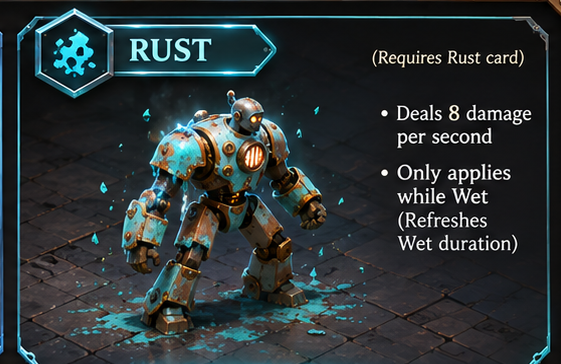 RUST
(Requires Rust card)
• Deals 8 damage
per second
• Only applies
while Wet
(Refreshes
Wet duration)